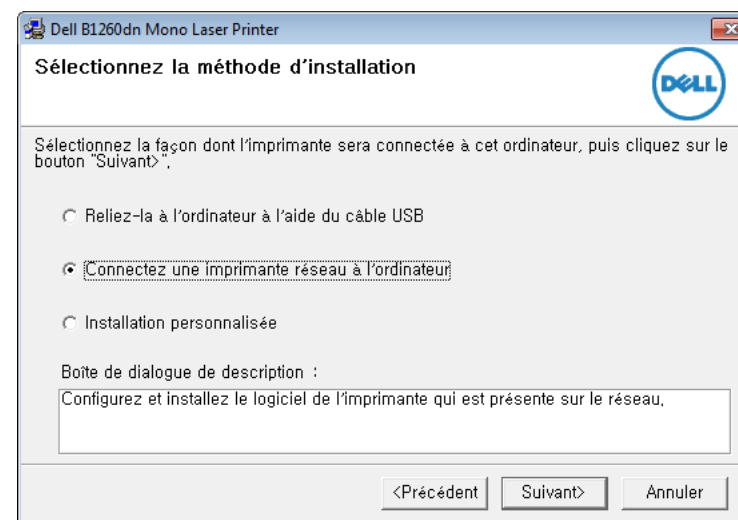 Dell B1260dn Mono Laser Printer
Sélectionnez la méthode d'installation
DELL
Sélectionnez la façon dont l'imprimante sera connectée à cet ordinateur, puis cliquez sur le
bouton "Suivant>".
Reliez-la à l'ordinateur à l'aide du câble USB
Connectez une imprimante réseau à l'ordinateur
Installation personnalisée
Boîte de dialogue de description :
Configurez et installez le logiciel de l'imprimante qui est présente sur le réseau.
<Précédent
Suivant>
Annuler